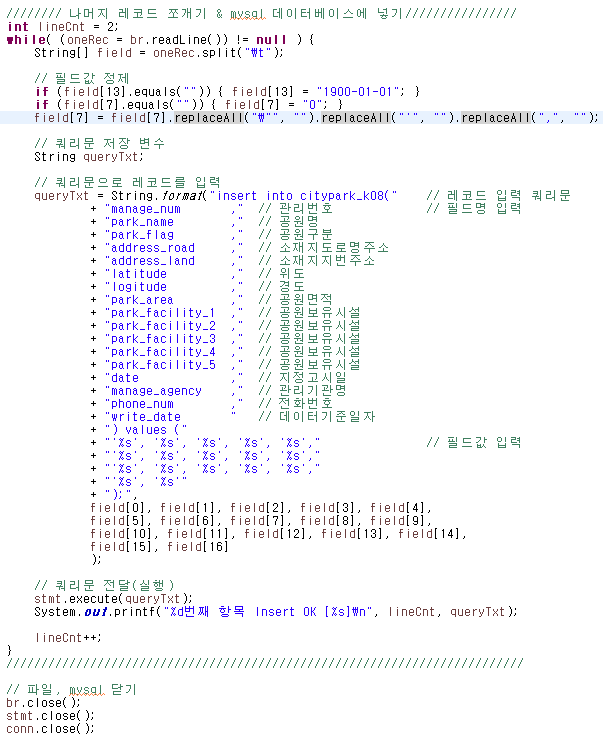 //////// 나머지 레코드 쪼개기 & mysql 데이터베이스에 넣기////////////////
int lineCnt = 2;
while( (oneRec = br.readLine()) != null ) {
    String[] field = oneRec.split("₩t");

    // 필드값 정제
    if (field[13].equals("")) { field[13] = "1900-01-01"; }
    if (field[7].equals("")) { field[7] = "0"; }
    field[7] = field[7].replaceAll("₩"", "").replaceAll("'", "").replaceAll(",", "");

    // 쿼리문 저장 변수
    String queryTxt;

    // 쿼리문으로 레코드를 입력
    queryTxt = String.format("insert into citypark_k08("    // 레코드 입력 쿼리문
            + "manage_num       ,"  // 관리번호              // 필드명 입력
            + "park_name        ,"  // 공원명
            + "park_flag        ,"  // 공원구분
            + "address_road     ,"  // 소재지도로명주소
            + "address_land     ,"  // 소재지지번주소
            + "latitude         ,"  // 위도
            + "logitude         ,"  // 경도
            + "park_area        ,"  // 공원면적
            + "park_facility_1  ,"  // 공원보유시설
            + "park_facility_2  ,"  // 공원보유시설
            + "park_facility_3  ,"  // 공원보유시설
            + "park_facility_4  ,"  // 공원보유시설
            + "park_facility_5  ,"  // 공원보유시설
            + "date             ,"  // 지정고시일
            + "manage_agency    ,"  // 관리기관명
            + "phone_num        ,"  // 전화번호
            + "write_date       "  // 데이터기준일자
            + ") values ("
            + "'%s', '%s', '%s', '%s', '%s',"               // 필드값 입력
            + "'%s', '%s', '%s', '%s', '%s',"
            + "'%s', '%s', '%s', '%s', '%s',"
            + "'%s', '%s'"
            + ");",
            field[0], field[1], field[2], field[3], field[4],
            field[5], field[6], field[7], field[8], field[9],
            field[10], field[11], field[12], field[13], field[14],
            field[15], field[16]
            );

    // 쿼리문 전달(실행)
    stmt.execute(queryTxt);
    System.out.printf("%d번째 항목 Insert OK [%s]₩n", lineCnt, queryTxt);

    lineCnt++;
}
//////////////////////////////////////////////////////////////////////////

// 파일, mysql 닫기
br.close();
stmt.close();
conn.close();